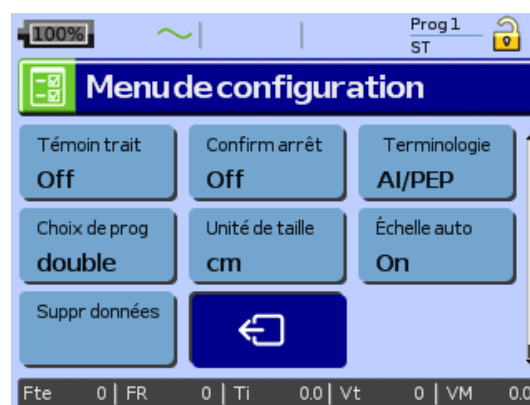 100%
Prog 1
ST
Menu de configuration
Témoin trait
Off
Confirm arrêt
Off
Terminologie
AI/PEP
Choix de prog
double
Unité de taille
cm
Échelle auto
On
Suppr données
Fte 0 FR 0 Ti 0.0 Vt 0 VM 0.0